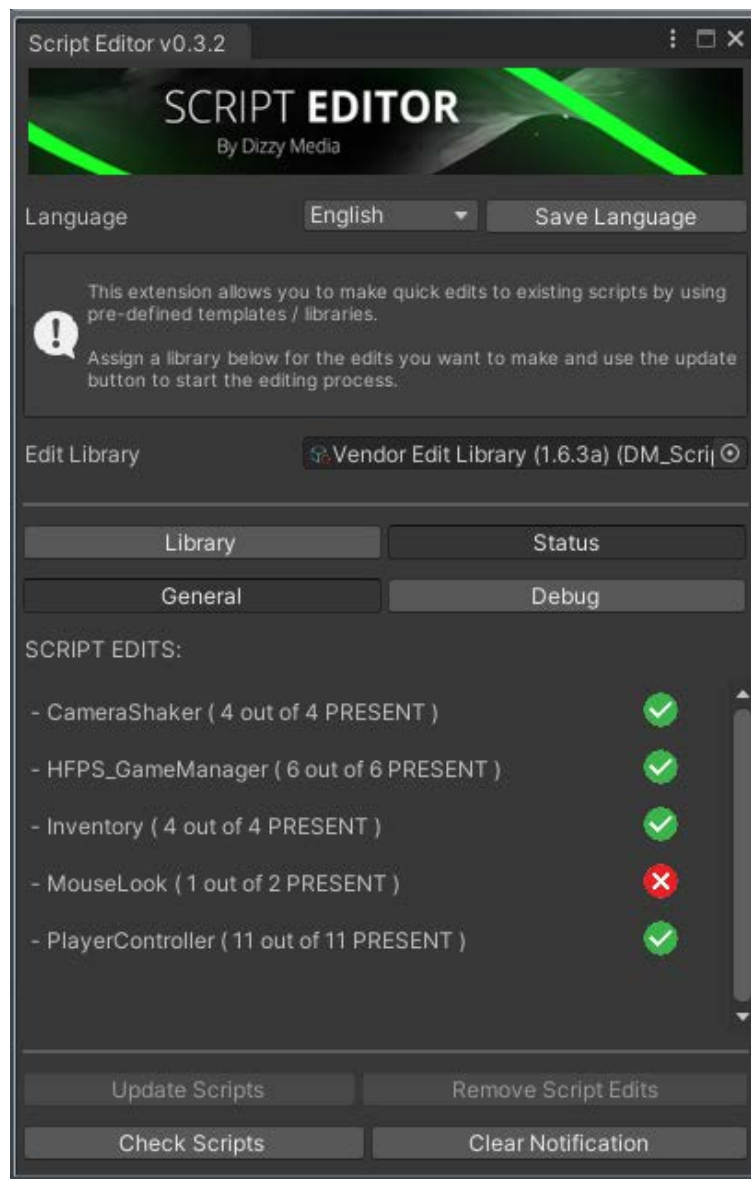 Script Editor v0.3.2
SCRIPT EDITOR
By Dizzy Media
Language English Save Language
This extension allows you to make quick edits to existing scripts by using
pre-defined templates / libraries.
Assign a library below for the edits you want to make and use the update
button to start the editing process.
Edit Library Vendor Edit Library (1.6.3a) (DM_Scri
Library Status
General Debug
SCRIPT EDITS:
- CameraShaker ( 4 out of 4 PRESENT )
- HFPS_GameManager ( 6 out of 6 PRESENT )
- Inventory ( 4 out of 4 PRESENT )
- MouseLook ( 1 out of 2 PRESENT )
- PlayerController ( 11 out of 11 PRESENT )
Update Scripts Remove Script Edits
Check Scripts Clear Notification